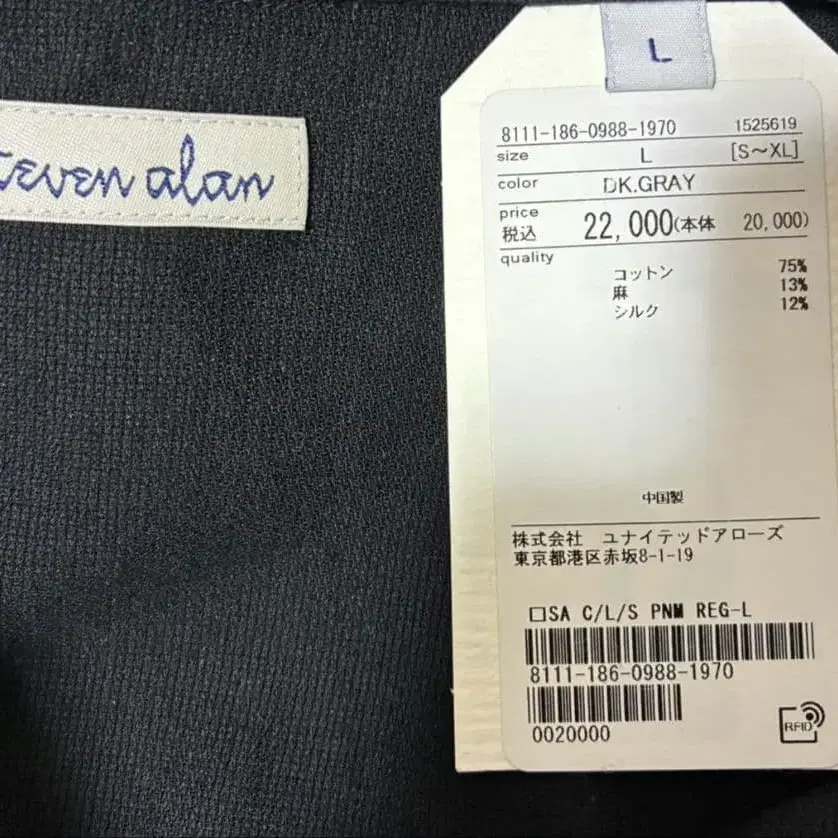 steven alan
L
8111-186-0988-1970 1525619
size L [S~XL]
color DK.GRAY
price
税込 22,000(本体 20,000)
quality
コットン 75%
麻 13%
シルク 12%
中国製
株式会社 ユナイテッドアローズ
東京都港区赤坂8-1-19
□SA C/L/S PNM REG-L
8111-186-0988-1970
0020000
RFID